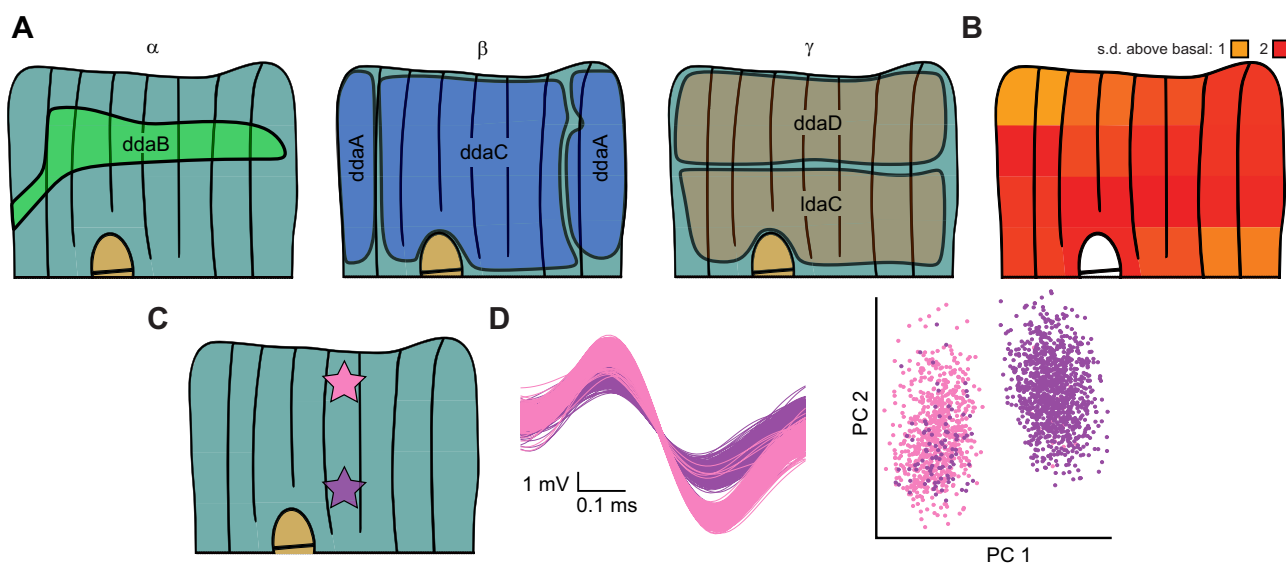 A
α
β
γ
B
s.d. above basal: 1
2
ddaB
ddaA
ddaC
ddaA
ddaD
ldaC
C
D
1 mV
0.1 ms
PC 2
PC 1